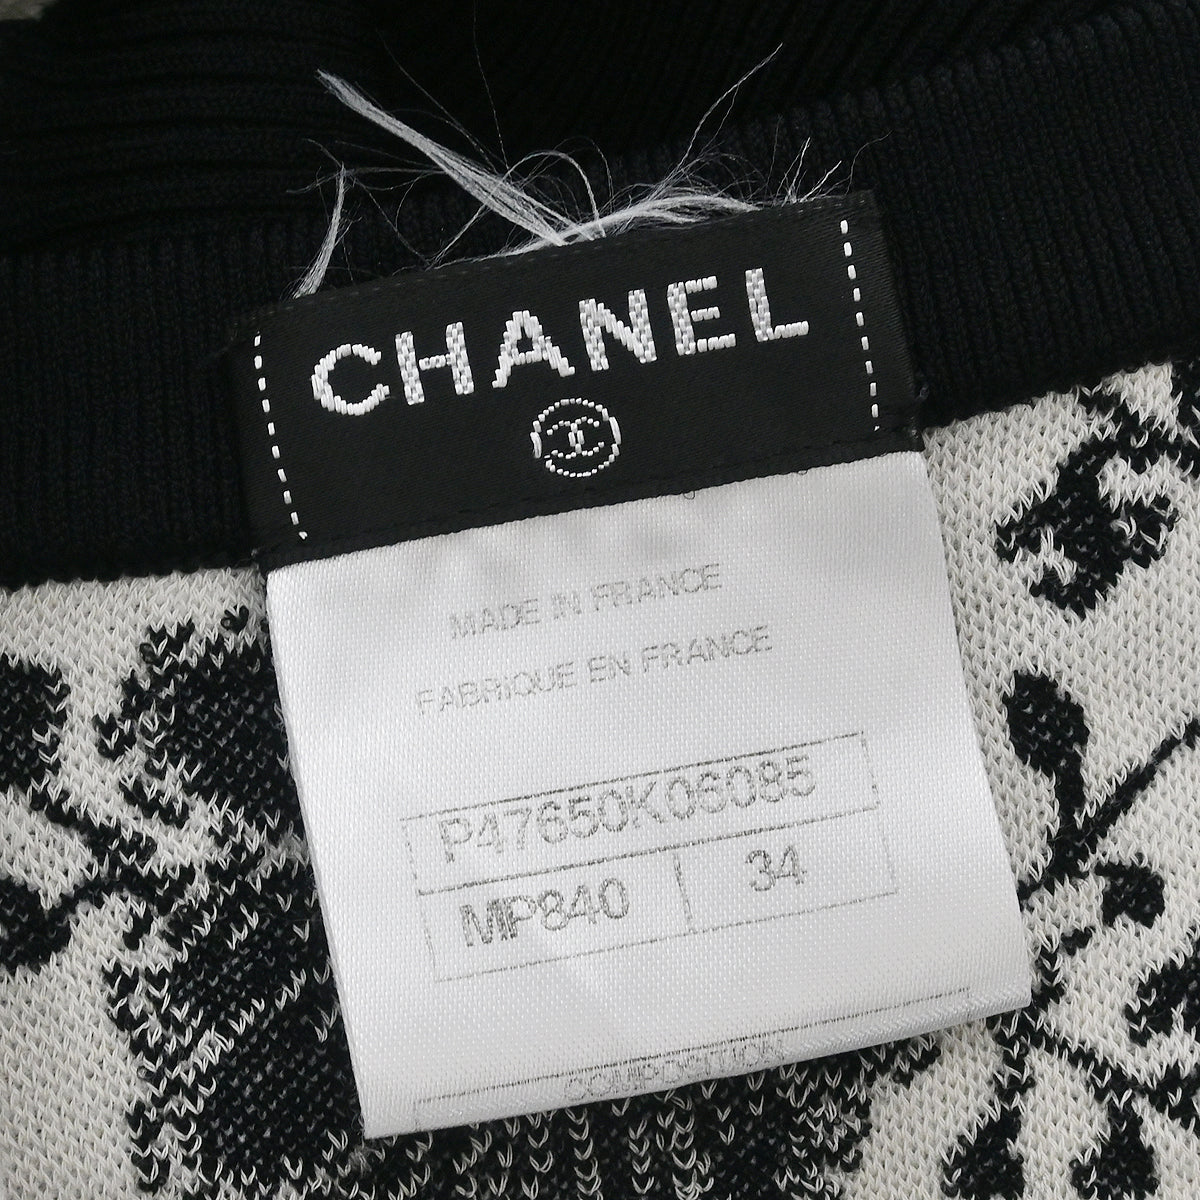 CHANEL
MADE IN FRANCE
FABRIQUE EN FRANCE
P47650K06085
MP840 34
COMPOSITION